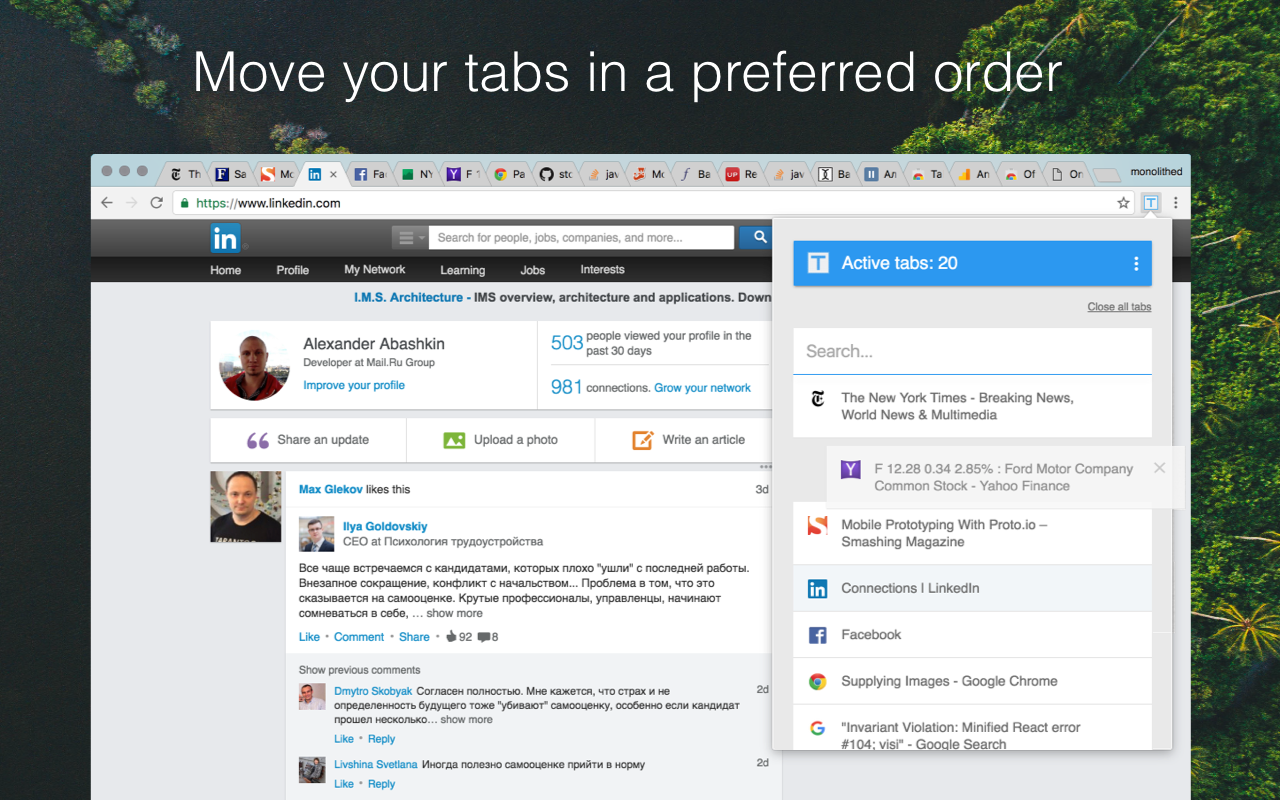 Move your tabs in a preferred order
Th
Sa
Mo
Fac
NY
F 1
Pa
sto
jav
Mo
Ba
Re
jav
Ba
Ал
Ta
An
Of
On
monolithed
https://www.linkedin.com
Search for people, jobs, companies, and more...
Home Profile My Network Learning Jobs Interests
I.M.S. Architecture - IMS overview, architecture and applications. Down
Alexander Abashkin
Developer at Mail.Ru Group
Improve your profile
503 people viewed your profile in the
past 30 days
981 connections. Grow your network
Share an update
Upload a photo
Write an article
Max Glekov likes this 3d
Ilya Goldovskiy
CEO at Психология трудоустройства
Все чаще встречаемся с кандидатами, которых плохо "ушли" с последней работы.
Внезапное сокращение, конфликт с начальством... Проблема в том, что это
сказывается на самооценке. Крутые профессионалы, управленцы, начинают
сомневаться в себе, … show more
Like • Comment • Share • 92 8
Show previous comments
Dmytro Skobyak Согласен полностью. Мне кажется, что страх и не 2d
определенность будущего тоже "убивают" самооценку, особенно если кандидат
прошел несколько… show more
Like • Reply
Livshina Svetlana Иногда полезно самооценке прийти в норму 2d
Like • Reply
T Active tabs: 20
Close all tabs
Search...
The New York Times - Breaking News,
World News & Multimedia
F 12.28 0.34 2.85% : Ford Motor Company
Common Stock - Yahoo Finance
Mobile Prototyping With Proto.io –
Smashing Magazine
Connections | LinkedIn
Facebook
Supplying Images - Google Chrome
"Invariant Violation: Minified React error
#104; visi" - Google Search